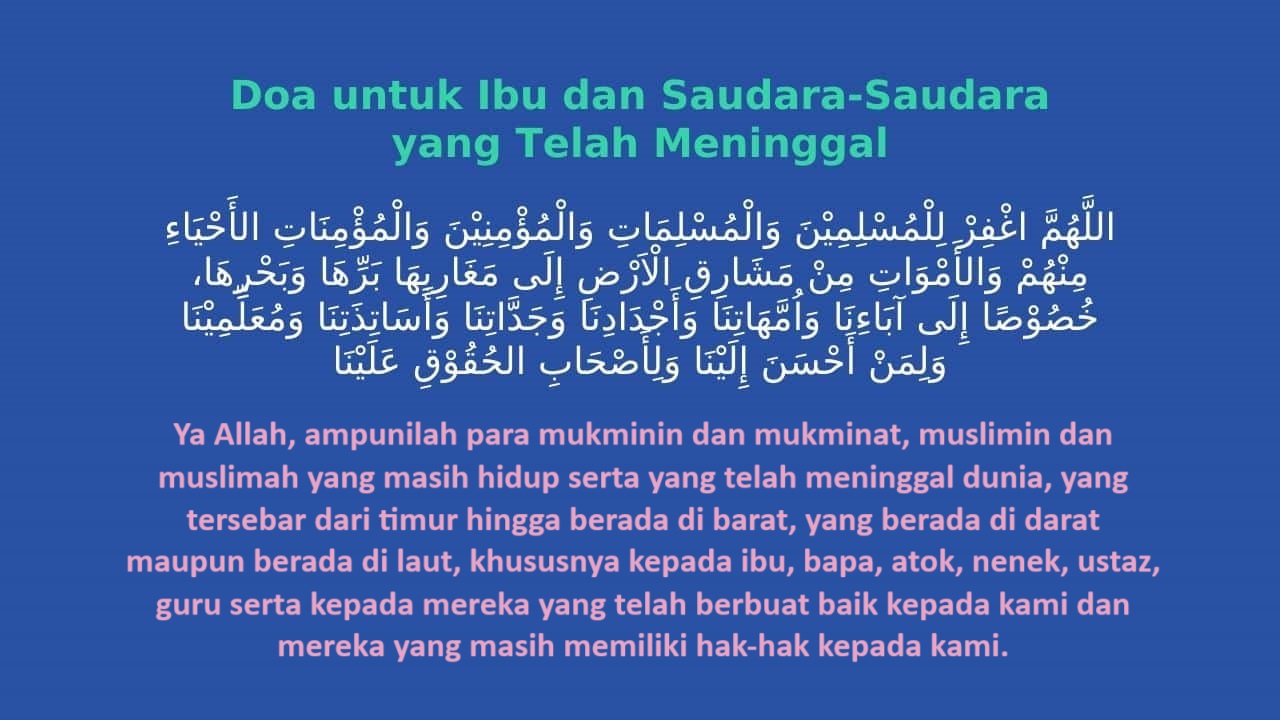 Doa untuk Ibu dan Saudara-Saudara
yang Telah Meninggal
اللَّهُمَّ اغْفِرْ لِلْمُسْلِمِيْنَ وَالْمُسْلِمَاتِ وَالْمُؤْمِنِيْنَ وَالْمُؤْمِنَاتِ الأَحْيَاءِ
مِنْهُمْ وَالأَمْوَاتِ مِنْ مَشَارِقِ الْاَرْضِ إِلَى مَغَارِبِهَا بَرِّهَا وَبَحْرِهَا،
خُصُوْصًا إِلَى آبَاءِنَا وَاُمَّهَاتِنَا وَأَجْدَادِنَا وَجَدَّاتِنَا وَأَسَاتِذَتِنَا وَمُعَلِّمِيْنَا
وَلِمَنْ أَحْسَنَ إِلَيْنَا وَلِأَصْحَابِ الحُقُوْقِ عَلَيْنَا
Ya Allah, ampunilah para mukminin dan mukminat, muslimin dan
muslimah yang masih hidup serta yang telah meninggal dunia, yang
tersebar dari timur hingga berada di barat, yang berada di darat
maupun berada di laut, khususnya kepada ibu, bapa, atok, nenek, ustaz,
guru serta kepada mereka yang telah berbuat baik kepada kami dan
mereka yang masih memiliki hak-hak kepada kami.